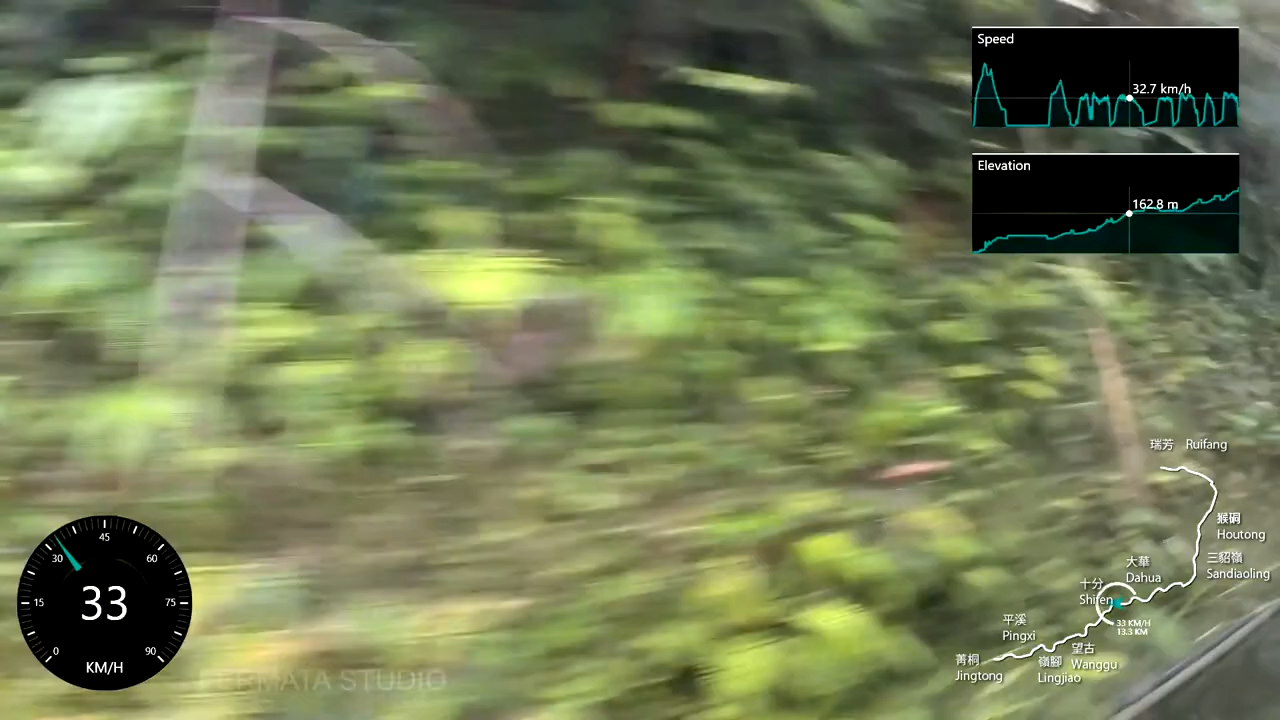 Speed
32.7 km/h
Elevation
162.8 m
瑞芳 Ruifang
猴硐
Houtong
三貂嶺
Sandiaoling
大華
Dahua
十分
Shifen
33 KM/H
13.3 KM
平溪
Pingxi
望古
Wanggu
嶺腳
Lingjiao
菁桐
Jingtong
45
30
60
15
33
75
0
90
KM/H
FERMATA STUDIO